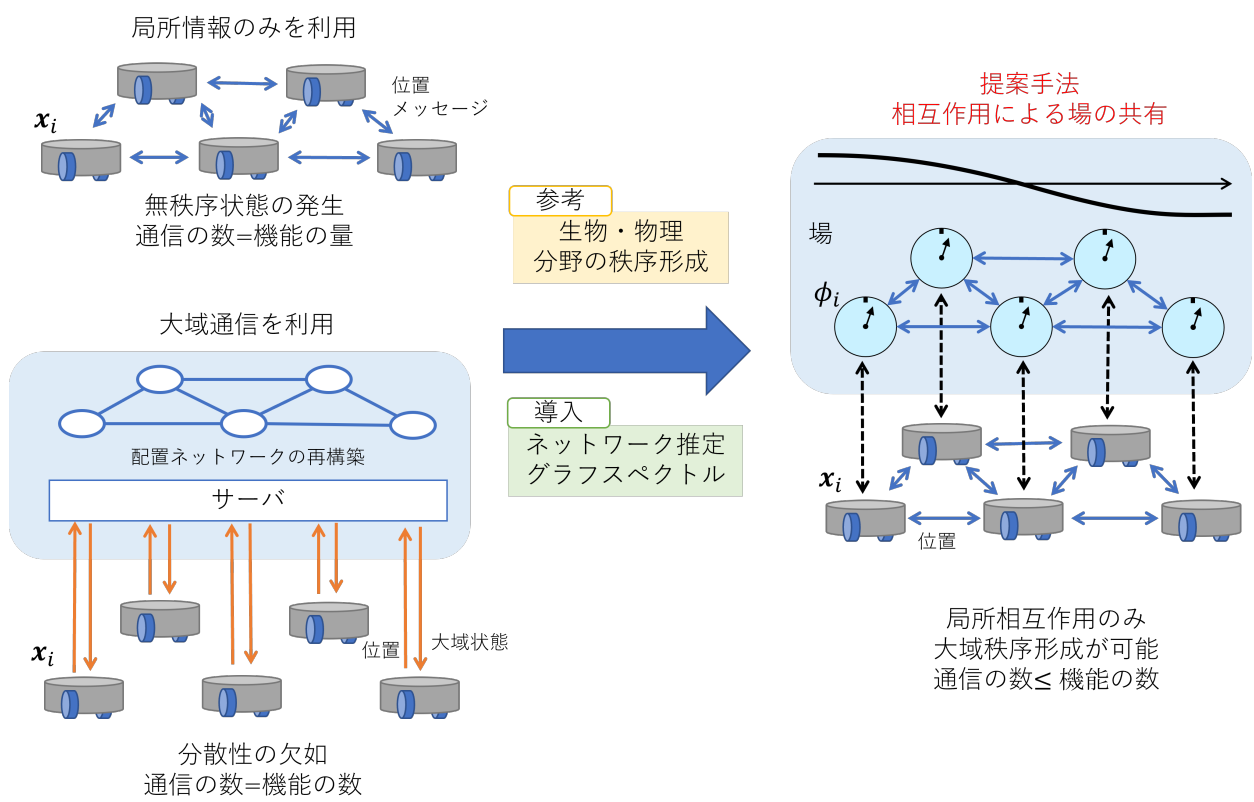 局所情報のみを利用
位置
メッセージ
xi
無秩序状態の発生
通信の数=機能の量
大域通信を利用
配置ネットワークの再構築
サーバ
位置
大域状態
xi
分散性の欠如
通信の数=機能の数
参考
生物・物理
分野の秩序形成
導入
ネットワーク推定
グラフスペクトル
提案手法
相互作用による場の共有
場
ϕi
xi
位置
局所相互作用のみ
大域秩序形成が可能
通信の数≤ 機能の数